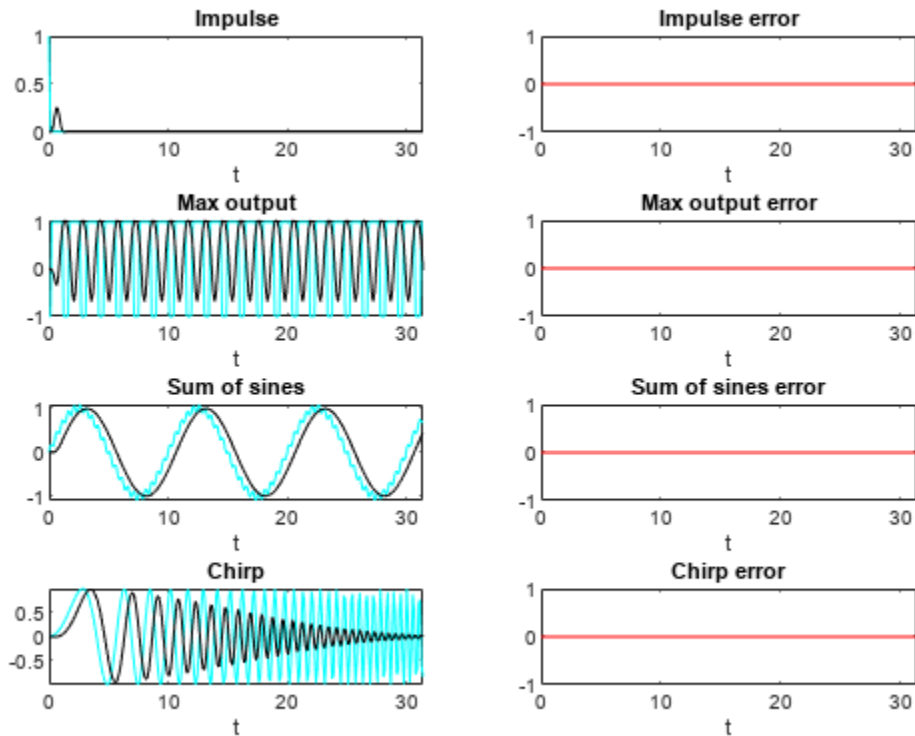 Impulse
1
0.5
0
0 10 20 30
t
Impulse error
1
0
-1
0 10 20 30
t
Max output
1
0
-1
0 10 20 30
t
Max output error
1
0
-1
0 10 20 30
t
Sum of sines
1
0
-1
0 10 20 30
t
Sum of sines error
1
0
-1
0 10 20 30
t
Chirp
0.5
0
-0.5
0 10 20 30
t
Chirp error
1
0
-1
0 10 20 30
t